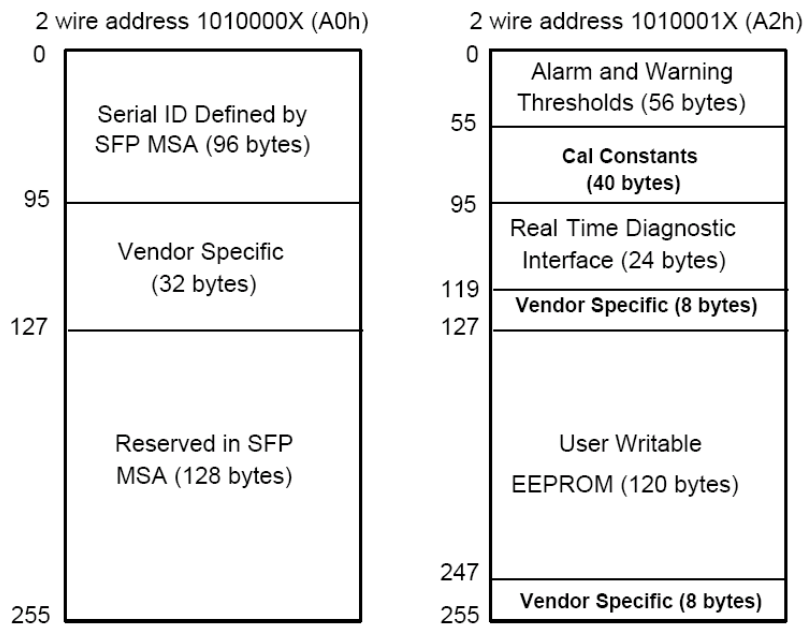 2 wire address 1010000X (A0h)
0
Serial ID Defined by
SFP MSA (96 bytes)
95
Vendor Specific
(32 bytes)
127
Reserved in SFP
MSA (128 bytes)
255
2 wire address 1010001X (A2h)
0
Alarm and Warning
Thresholds (56 bytes)
55
Cal Constants
(40 bytes)
95
Real Time Diagnostic
Interface (24 bytes)
119
Vendor Specific (8 bytes)
127
User Writable
EEPROM (120 bytes)
247
Vendor Specific (8 bytes)
255